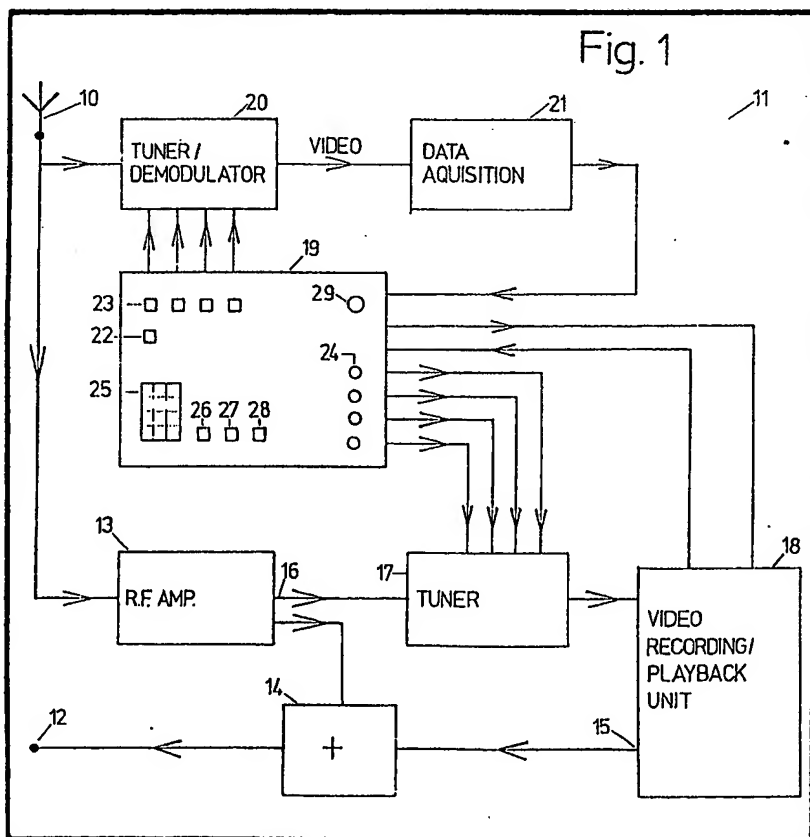 Fig. 1
10
20
21
11
TUNER/
DEMODULATOR
VIDEO
DATA
AQUISITION
19
23
29
22
24
25
26 27 28
13
16
17
18
R.F. AMP.
TUNER
VIDEO
RECORDING/
PLAYBACK
UNIT
14
12
+
15